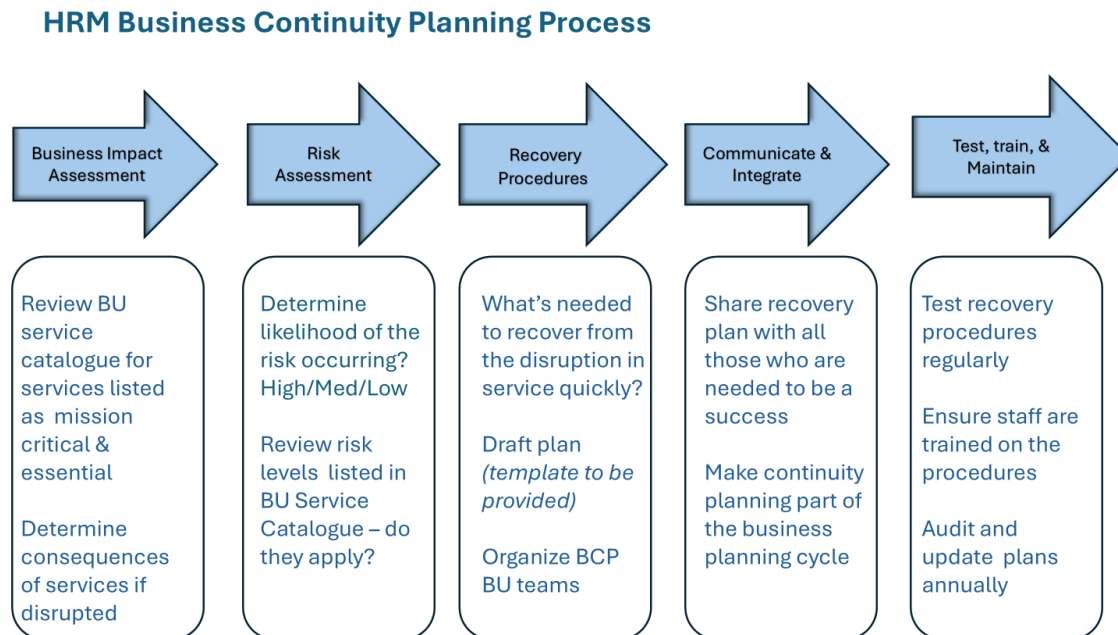 HRM Business Continuity Planning Process
Business Impact
Assessment
Risk
Assessment
Recovery
Procedures
Communicate &
Integrate
Test, train, &
Maintain
Review BU
service
catalogue for
services listed
as mission
critical &
essential
Determine
consequences
of services if
disrupted
Determine
likelihood of the
risk occurring?
High/Med/Low
Review risk
levels listed in
BU Service
Catalogue – do
they apply?
What's needed
to recover from
the disruption in
service quickly?
Draft plan
(template to be
provided)
Organize BCP
BU teams
Share recovery
plan with all
those who are
needed to be a
success
Make continuity
planning part of
the business
planning cycle
Test recovery
procedures
regularly
Ensure staff are
trained on the
procedures
Audit and
update plans
annually